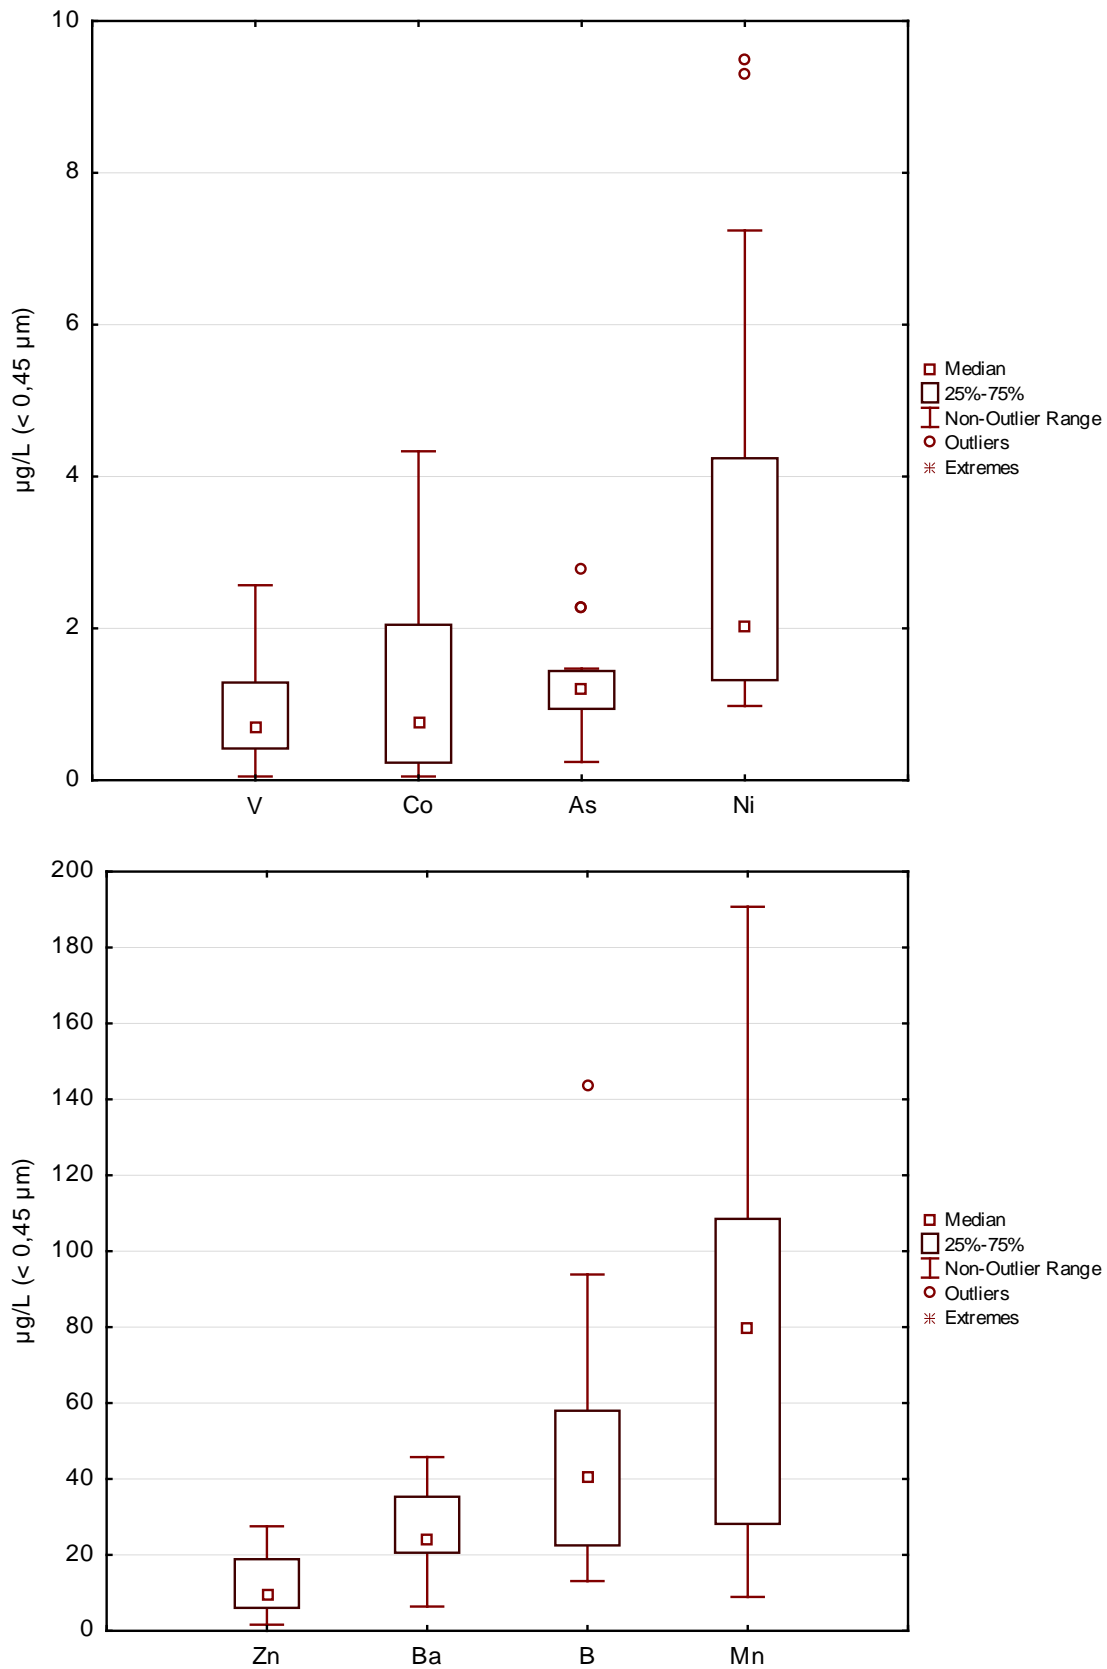 10
8
6
4
2
0
µg/L (< 0,45 µm)
V Co As Ni
Median
25%-75%
Non-Outlier Range
Outliers
Extremes
200
180
160
140
120
100
80
60
40
20
0
µg/L (< 0,45 µm)
Zn Ba B Mn
Median
25%-75%
Non-Outlier Range
Outliers
Extremes